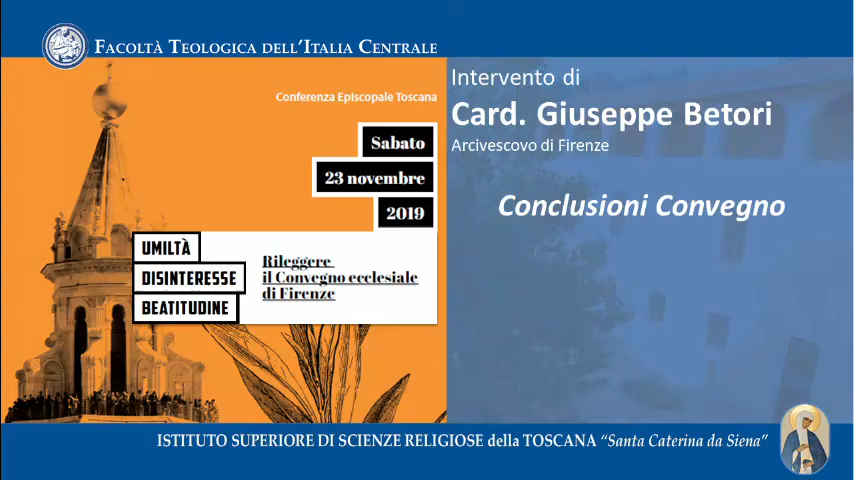 FACOLTÀ TEOLOGICA DELL'ITALIA CENTRALE
Conferenza Episcopale Toscana
Sabato
23 novembre
2019
UMILTÀ
DISINTERESSE
BEATITUDINE
Rileggere
il Convegno ecclesiale
di Firenze
Intervento di
Card. Giuseppe Betori
Arcivescovo di Firenze
Conclusioni Convegno
ISTITUTO SUPERIORE DI SCIENZE RELIGIOSE della TOSCANA “Santa Caterina da Siena”